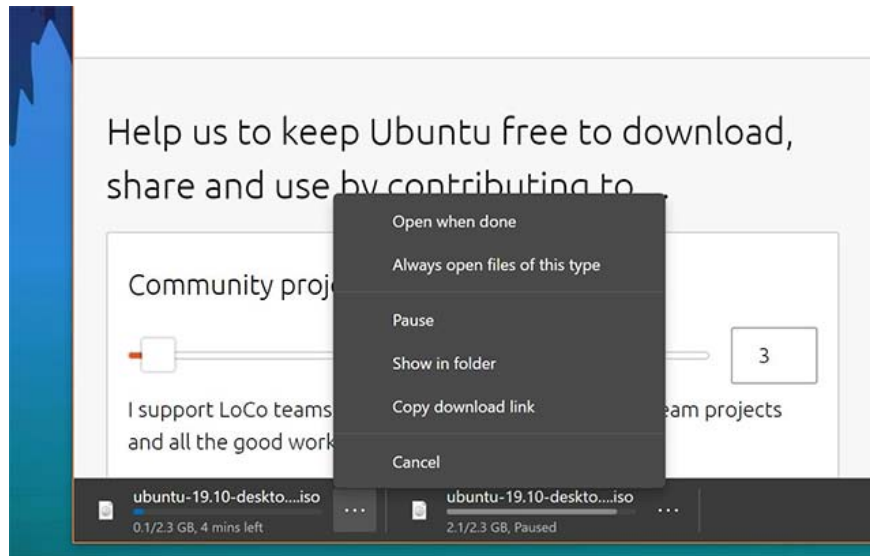 Help us to keep Ubuntu free to download,
share and use by contributing to...
Community proj
3
I support LoCo teams
eam projects
and all the good work
Open when done
Always open files of this type
Pause
Show in folder
Copy download link
Cancel
ubuntu-19.10-deskto....iso
0.1/2.3 GB, 4 mins left
...
ubuntu-19.10-deskto....iso
2.1/2.3 GB, Paused
...